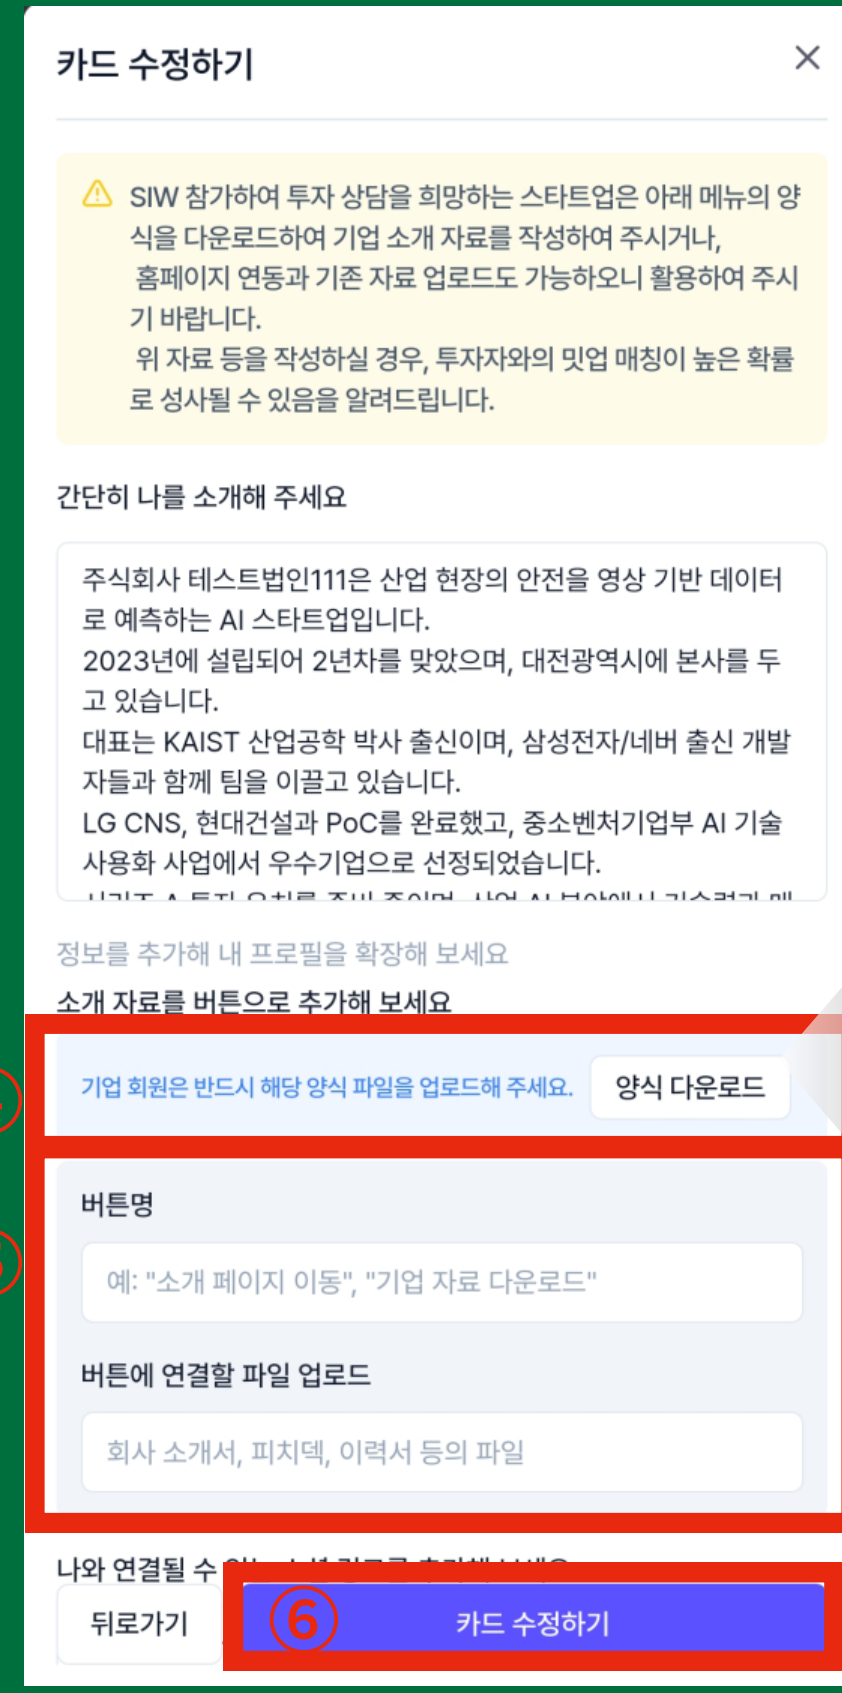 카드 수정하기
SIW 참가하여 투자 상담을 희망하는 스타트업은 아래 메뉴의 양
식을 다운로드하여 기업 소개 자료를 작성하여 주시거나,
홈페이지 연동과 기존 자료 업로드도 가능하오니 활용하여 주시
기 바랍니다.
위 자료 등을 작성하실 경우, 투자자와의 밋업 매칭이 높은 확률
로 성사될 수 있음을 알려드립니다.
간단히 나를 소개해 주세요
주식회사 테스트법인111은 산업 현장의 안전을 영상 기반 데이터
로 예측하는 AI 스타트업입니다.
2023년에 설립되어 2년차를 맞았으며, 대전광역시에 본사를 두
고 있습니다.
대표는 KAIST 산업공학 박사 출신이며, 삼성전자/네버 출신 개발
자들과 함께 팀을 이끌고 있습니다.
LG CNS, 현대건설과 PoC를 완료했고, 중소벤처기업부 AI 기술
사용화 사업에서 우수기업으로 선정되었습니다.
정보를 추가해 내 프로필을 확장해 보세요
소개 자료를 버튼으로 추가해 보세요
기업 회원은 반드시 해당 양식 파일을 업로드해 주세요.
양식 다운로드
버튼명
예: "소개 페이지 이동", "기업 자료 다운로드"
버튼에 연결할 파일 업로드
회사 소개서, 피치덱, 이력서 등의 파일
나와 연결될 수
뒤로가기
⑥
카드 수정하기